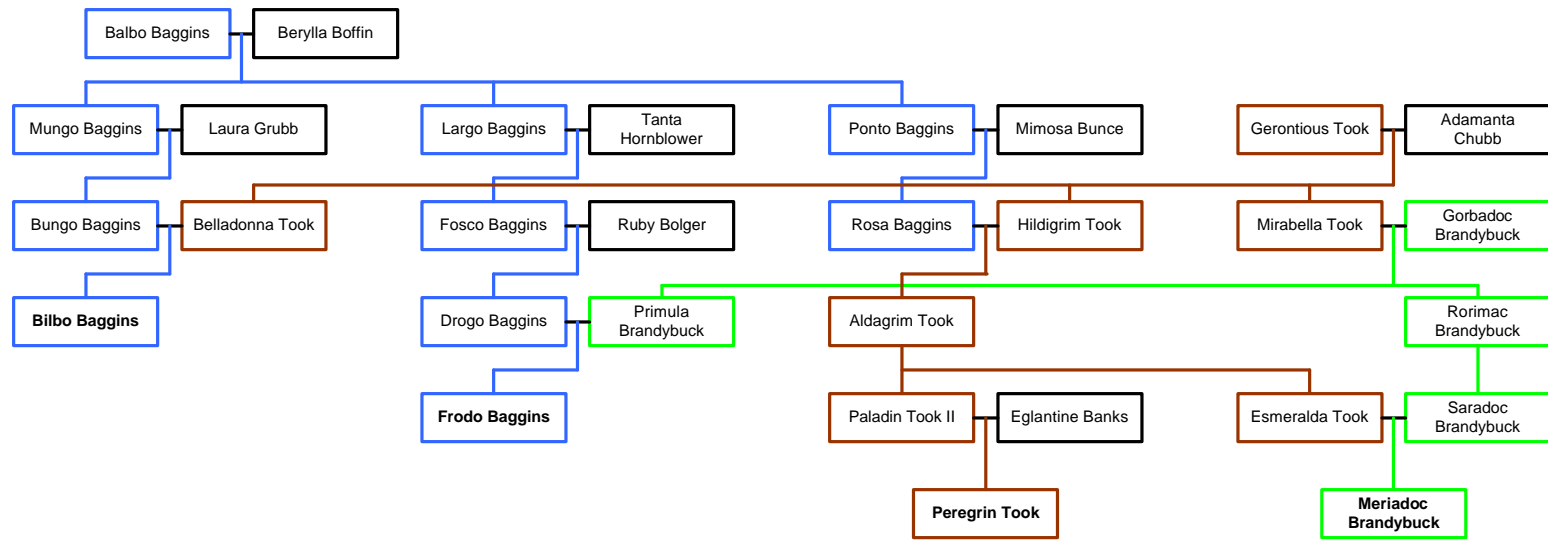 Balbo Baggins
Berylla Boffin
Mungo Baggins
Laura Grubb
Largo Baggins
Tanta
Hornblower
Ponto Baggins
Mimosa Bunce
Gerontious Took
Adamanta
Chubb
Bungo Baggins
Belladonna Took
Fosco Baggins
Ruby Bolger
Rosa Baggins
Hildigrim Took
Mirabella Took
Gorbadoc
Brandybuck
Bilbo Baggins
Drogo Baggins
Primula
Brandybuck
Aldagrim Took
Rorimac
Brandybuck
Frodo Baggins
Paladin Took II
Eglantine Banks
Esmeralda Took
Saradoc
Brandybuck
Peregrin Took
Meriadoc
Brandybuck